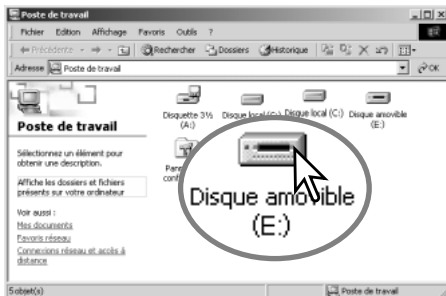 Poste de travail
Fichier Edition Affichage Favoris Outils ?
Précédente Rechercher Dossiers Historique
Adresse Poste de travail OK
Poste de travail
Sélectionnez un élément pour
obtenir une description.
Affiche les dossiers et fichiers
présents sur votre ordinateur
Voir aussi :
Mes documents
Favoris réseau
Connexions réseau et accès à
distance
Disquette 3½
(A:)
Disque local
Disque local (C:)
Disque amovible
(E:)
Disque amovible
(E:)
5 objet(s) Poste de travail